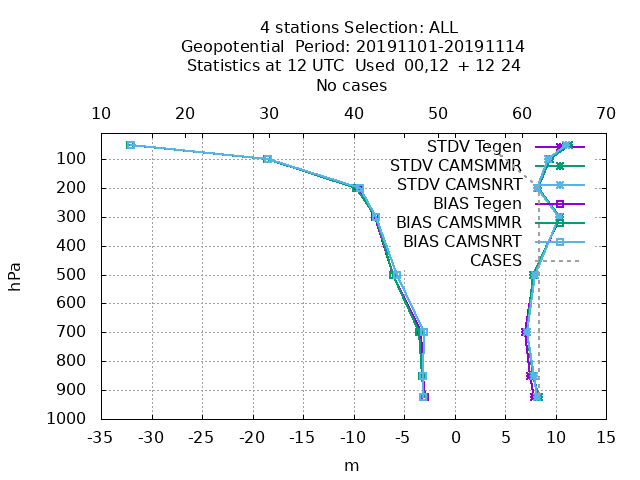 4 stations Selection: ALL
Geopotential  Period: 20191101-20191114
Statistics at 12 UTC  Used  00,12  + 12 24
No cases
10 20 30 40 50 60 70
STDV Tegen
STDV CAMSMMR
STDV CAMSNRT
BIAS Tegen
BIAS CAMSMMR
BIAS CAMSNRT
CASES
100
200
300
400
500
600
700
800
900
1000
hPa
-35 -30 -25 -20 -15 -10 -5 0 5 10 15
m